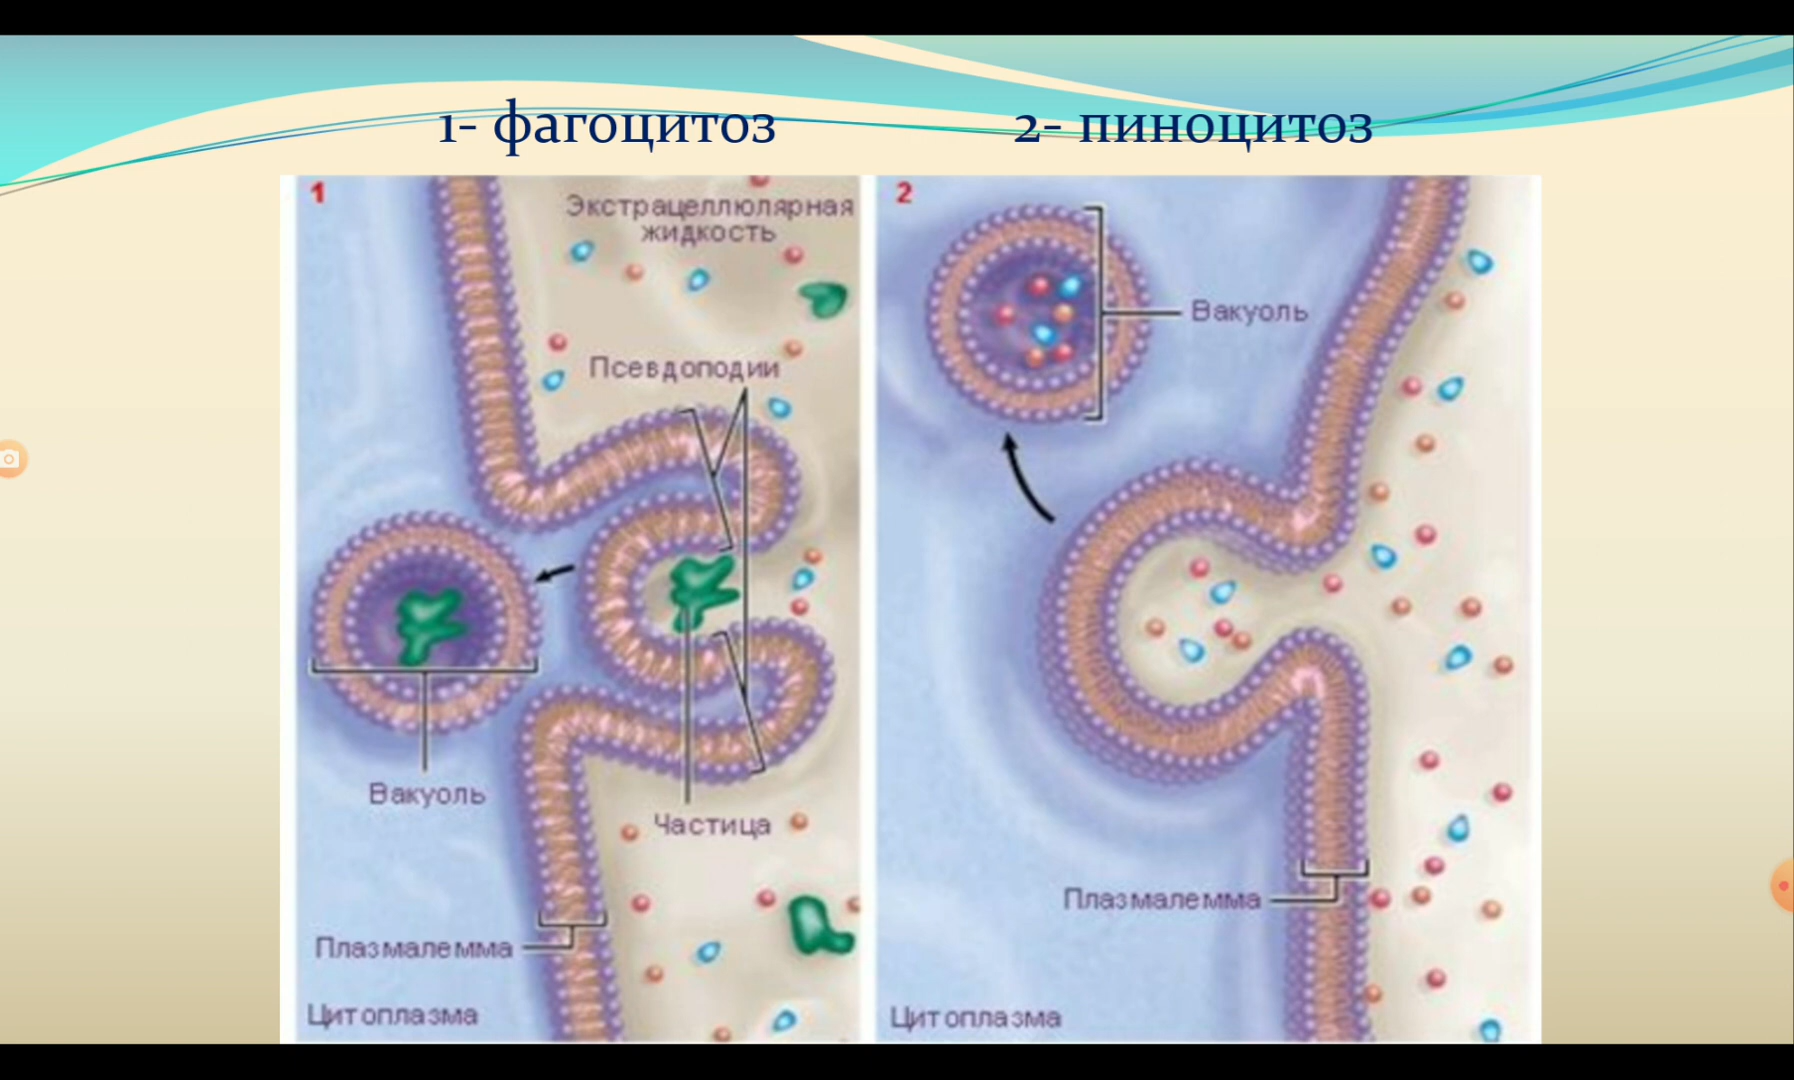 1- фагоцитоз 2- пиноцитоз
1
Экстрацеллюлярная
жидкость
Псевдоподии
Вакуоль
Частица
Плазмалемма
Цитоплазма
2
Вакуоль
Плазмалемма
Цитоплазма